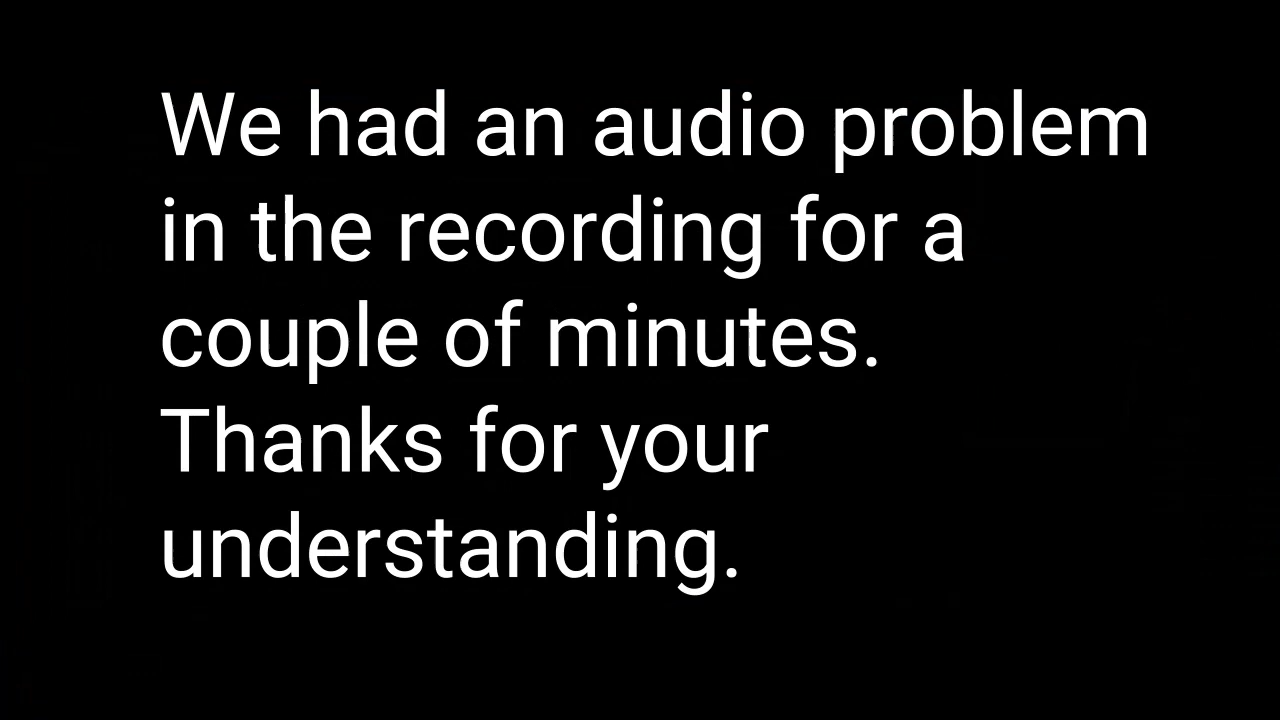 We had an audio problem
in the recording for a
couple of minutes.
Thanks for your
understanding.